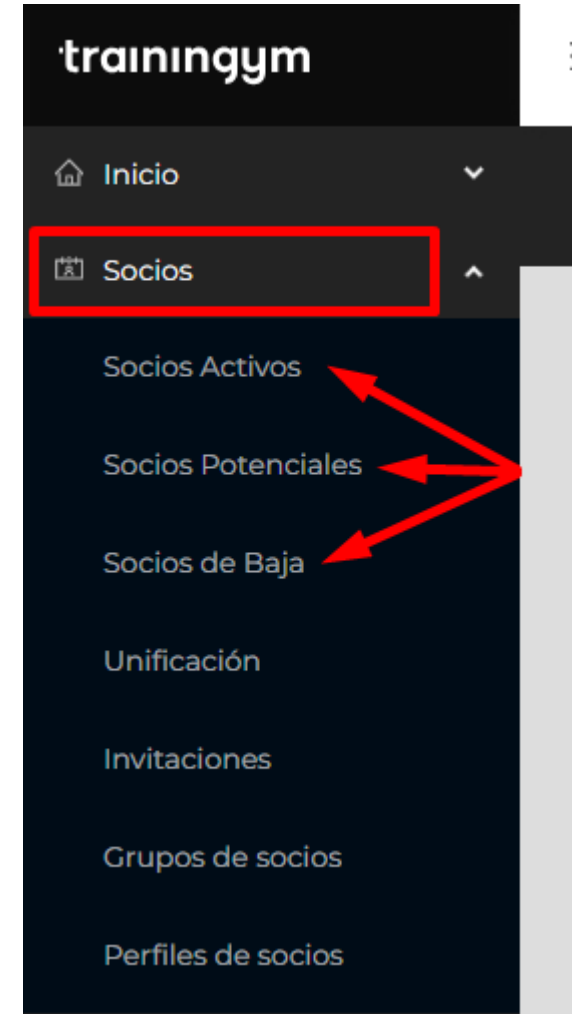 trainingym
Inicio
Socios
Socios Activos
Socios Potenciales
Socios de Baja
Unificación
Invitaciones
Grupos de socios
Perfiles de socios